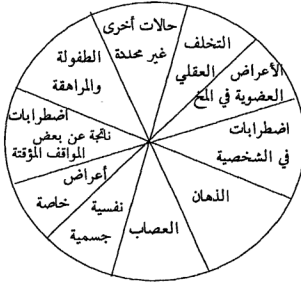 حالات أخرى
غير محددة
التخلف
العقلي
الأعراض
العضوية في المخ
اضطرابات
في الشخصية
الذهان
العصاب
نفسية
جسمية
أعراض
خاصة
اضطرابات
ناتجة عن بعض
المواقف المؤقتة
الطفولة
والمراهقة